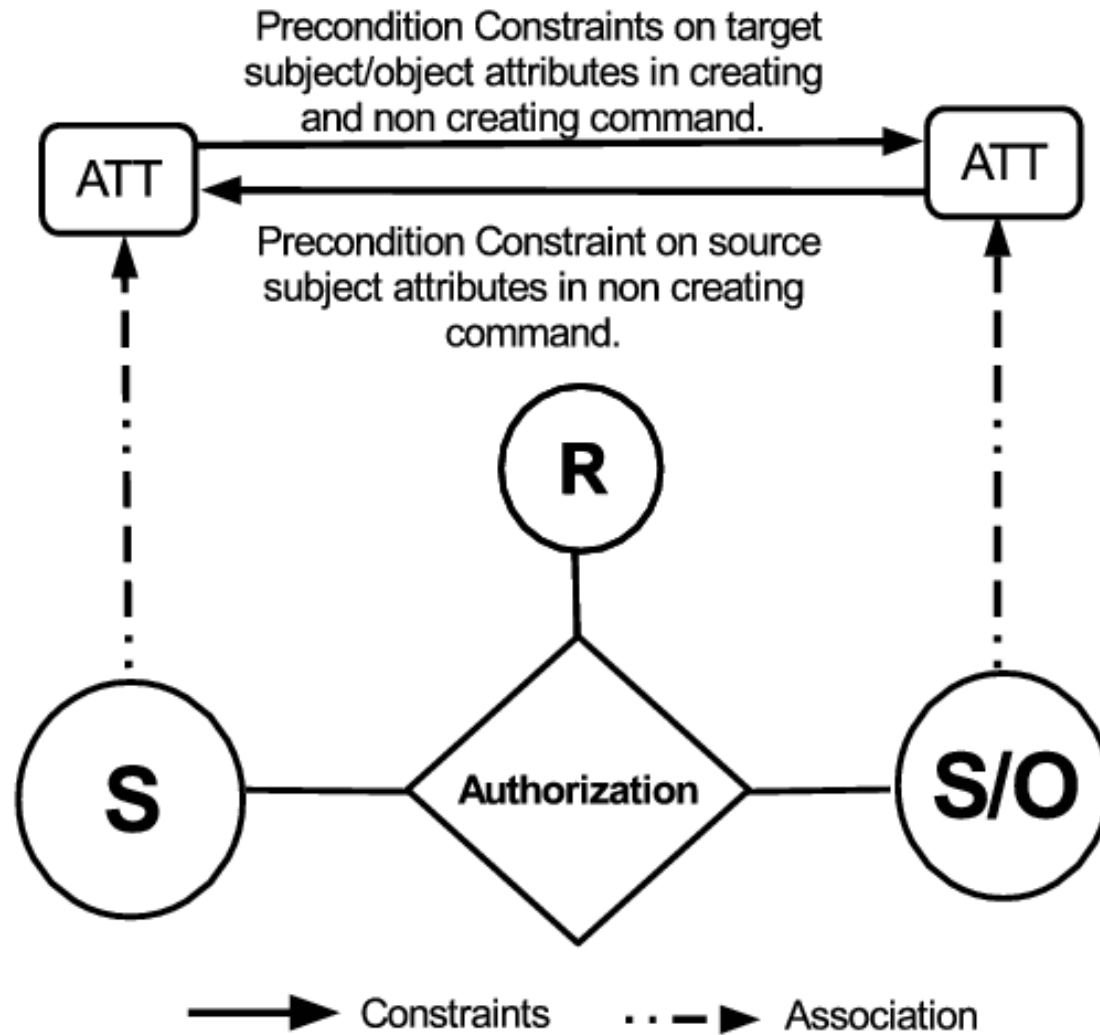 Precondition Constraints on target
subject/object attributes in creating
and non creating command.
ATT
ATT
Precondition Constraint on source
subject attributes in non creating
command.
R
S
Authorization
S/O
Constraints
Association